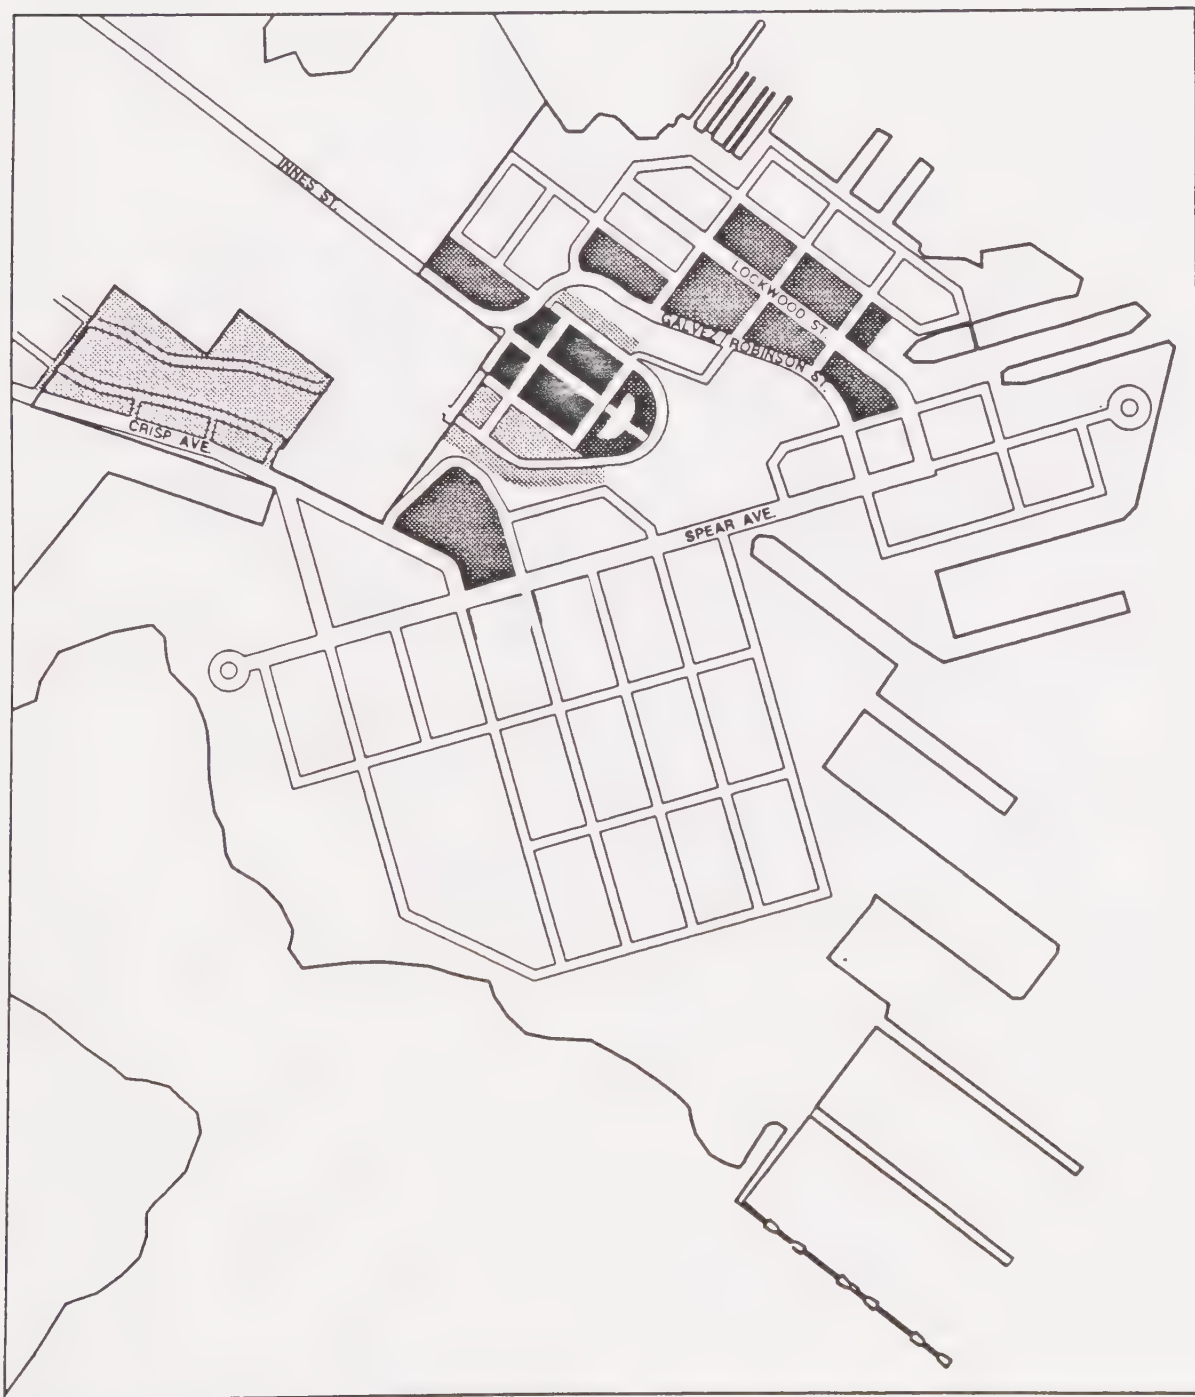 INNES ST.
LOCKWOOD ST
GALVEZ/ROBINSON ST.
CRISP AVE.
SPEAR AVE.